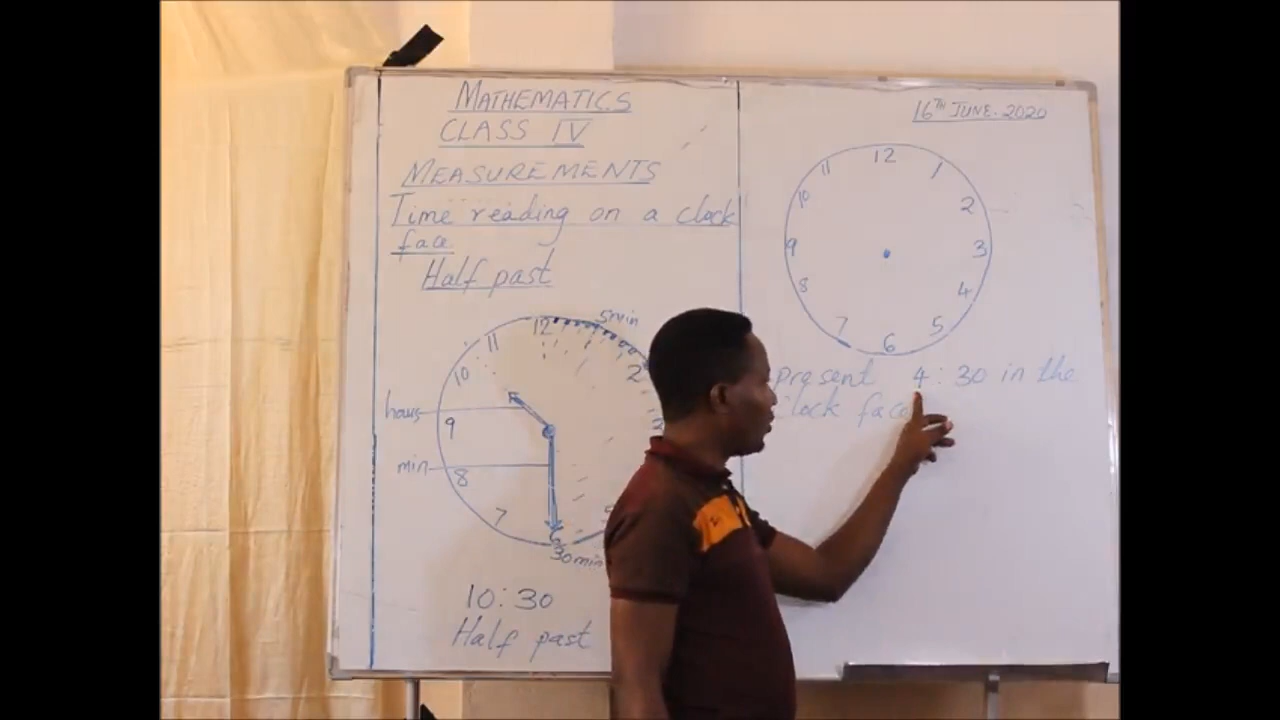 MATHEMATICS
CLASS IV
MEASUREMENTS
Time reading on a clock
face
Half past
12
5min
1
2
11
10
hours
9
min
8
7
6
30min
10:30
Half past
16TH JUNE. 2020
12
11
1
10
2
9
3
8
4
7
5
6
present 4:30 in the
clock face